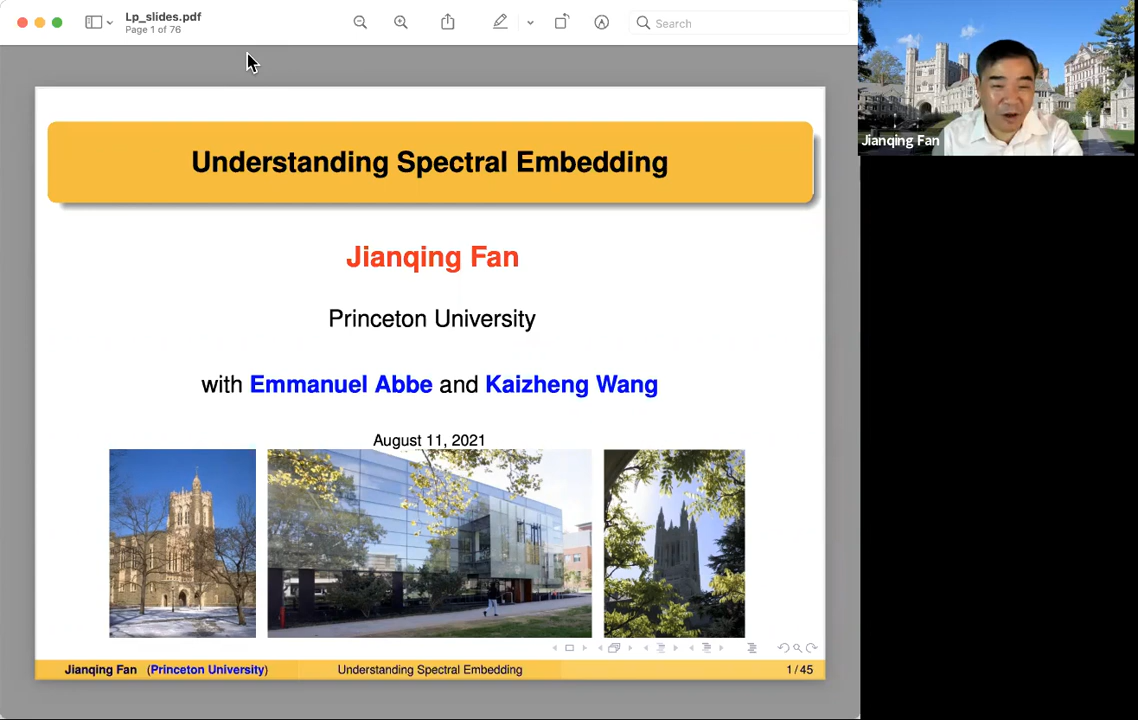 Lp_slides.pdf
Page 1 of 76
Search
Understanding Spectral Embedding
Jianqing Fan
Princeton University
with Emmanuel Abbe and Kaizheng Wang
August 11, 2021
Jianqing Fan (Princeton University)
Understanding Spectral Embedding
1 / 45
Jianqing Fan